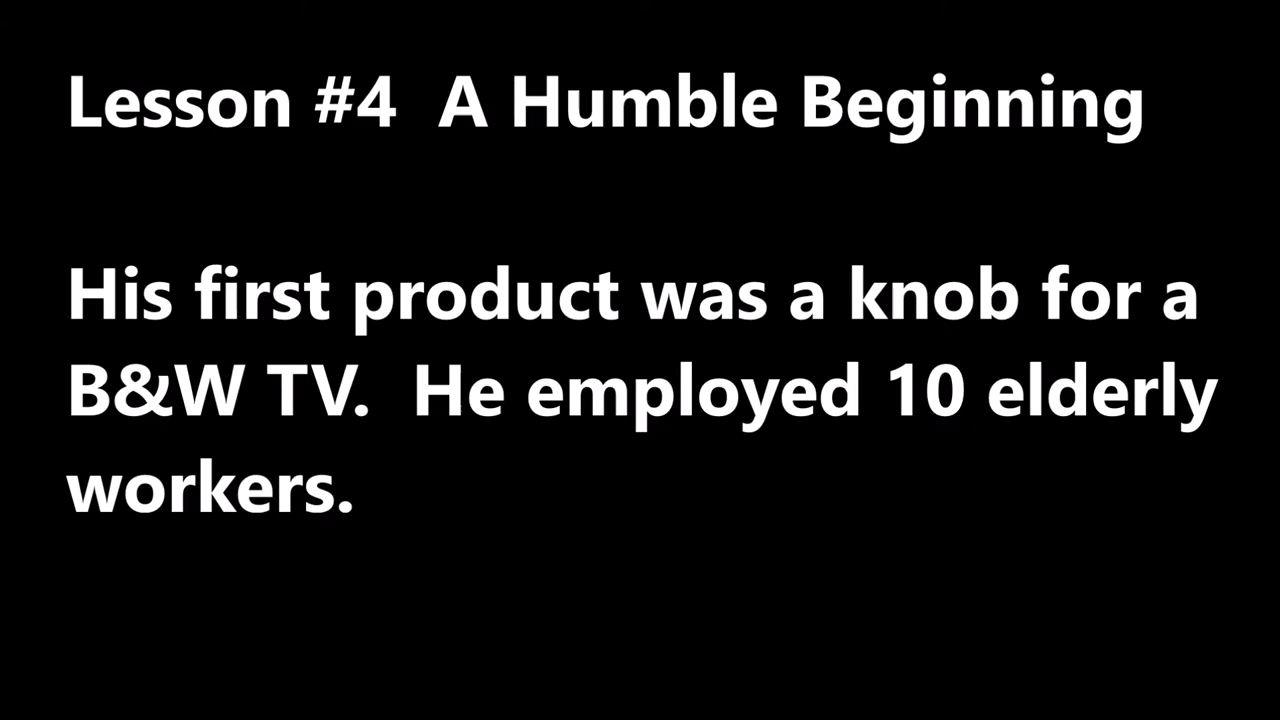 Lesson #4  A Humble Beginning
His first product was a knob for a
B&W TV.  He employed 10 elderly
workers.